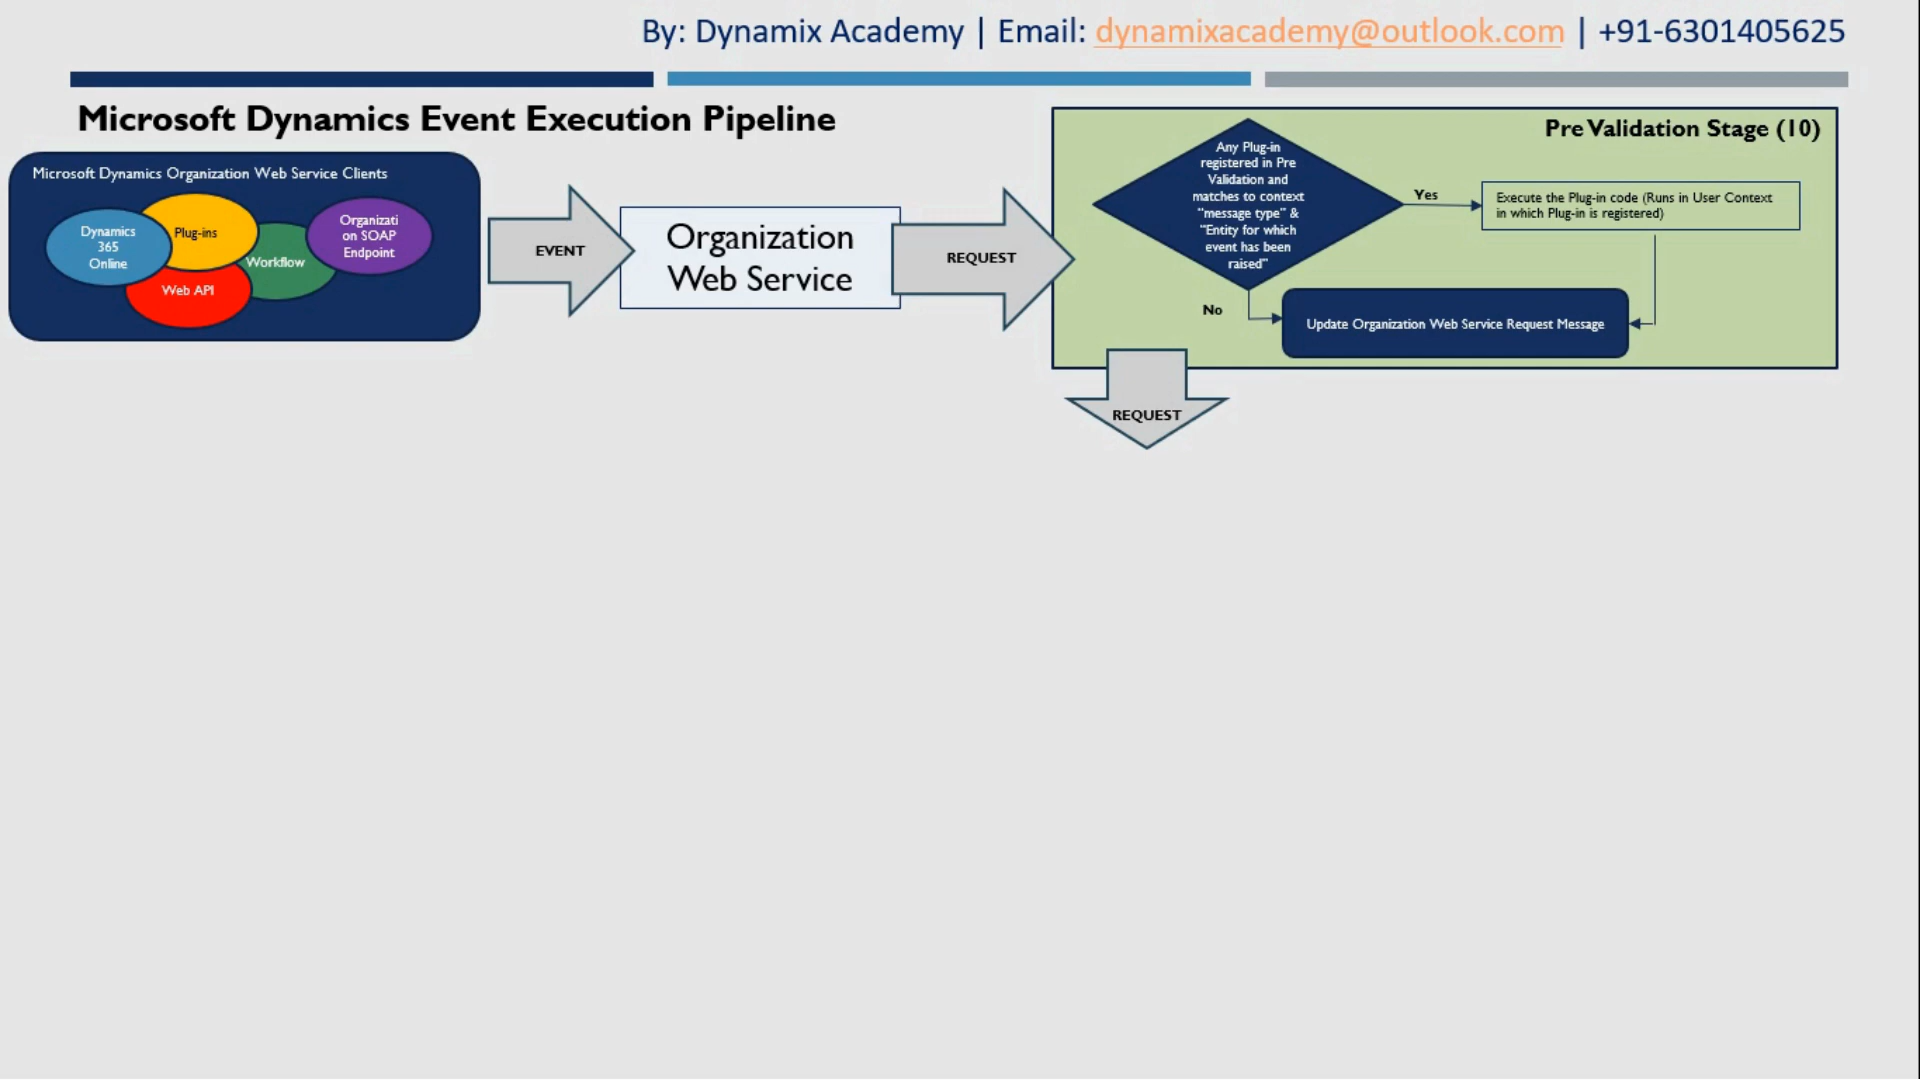 By: Dynamix Academy | Email: dynamixacademy@outlook.com | +91-6301405625
Microsoft Dynamics Event Execution Pipeline
Microsoft Dynamics Organization Web Service Clients
Dynamics
365
Online
Plug-ins
Web API
Workflow
Organizati
on SOAP
Endpoint
EVENT
Organization
Web Service
REQUEST
Pre Validation Stage (10)
Any Plug-in
registered in Pre
Validation and
matches to context
"message type" &
"Entity for which
event has been
raised"
Yes
Execute the Plug-in code (Runs in User Context
in which Plug-in is registered)
No
Update Organization Web Service Request Message
REQUEST